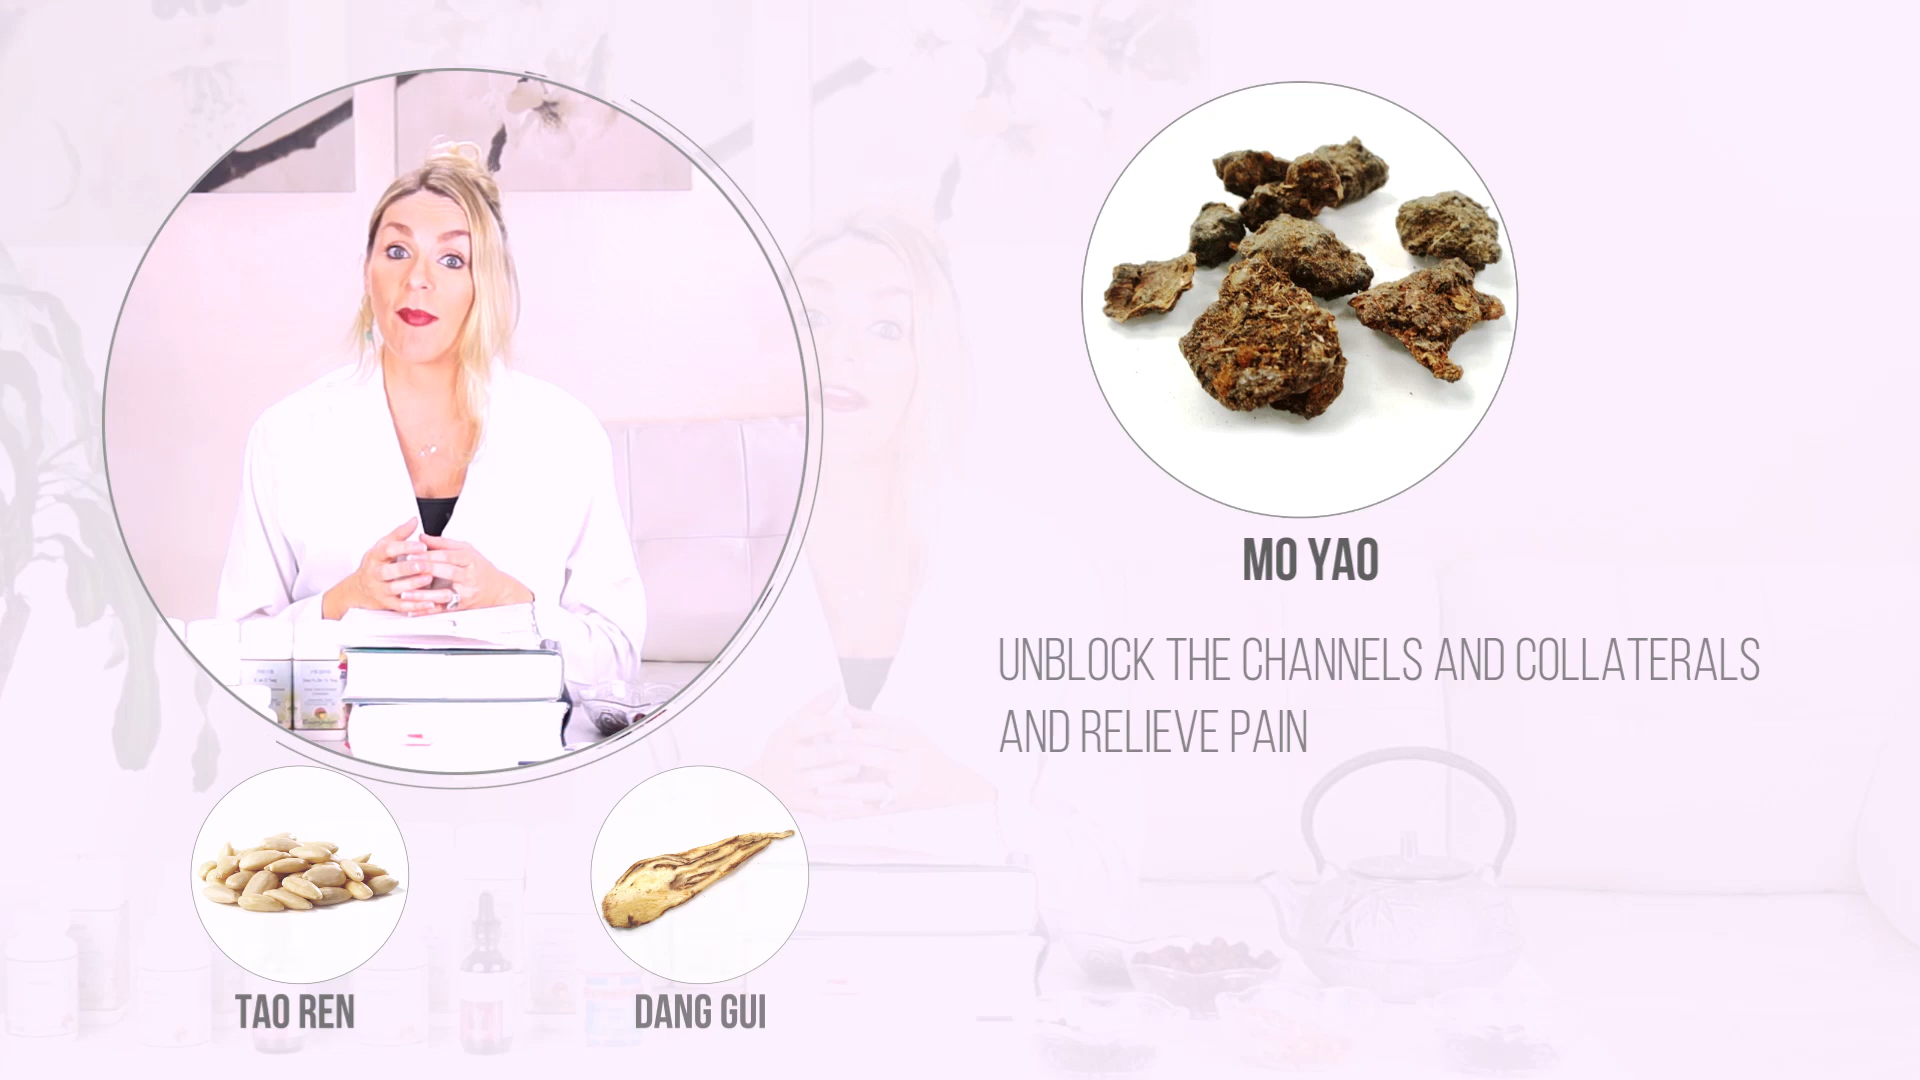 MO YAO
UNBLOCK THE CHANNELS AND COLLATERALS
AND RELIEVE PAIN
TAO REN
DANG GUI